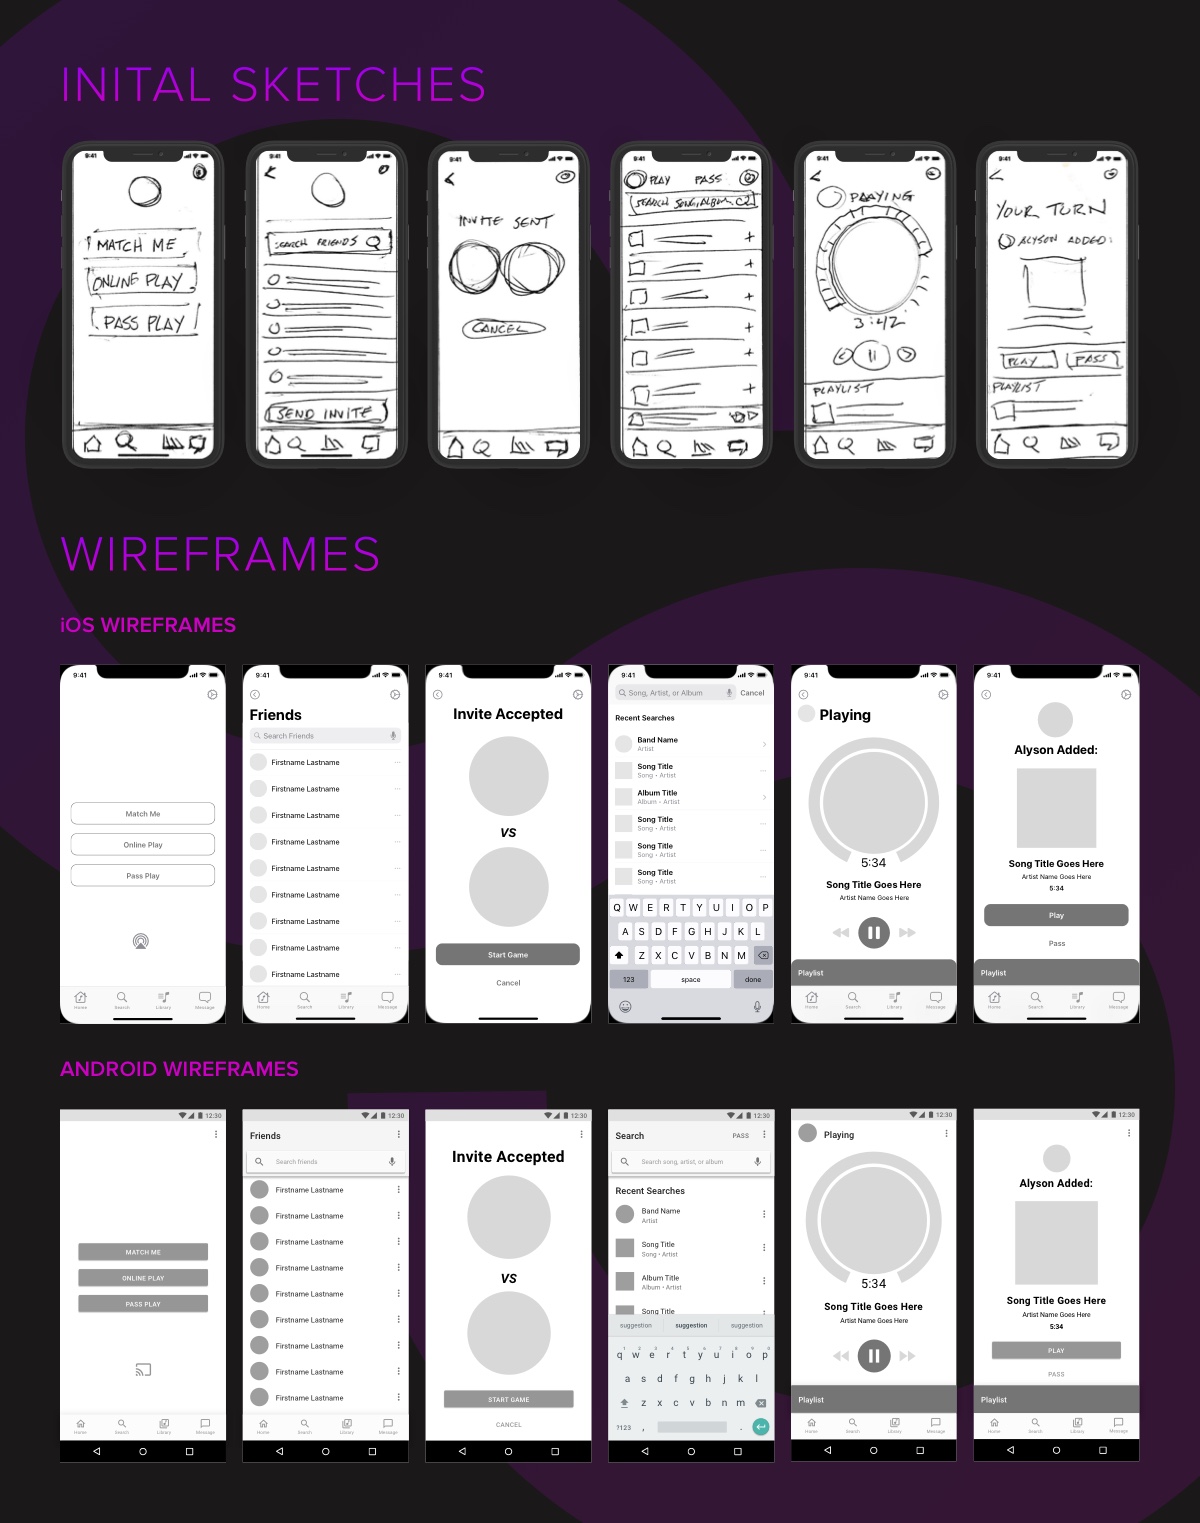 INITAL SKETCHES
9:41
MATCH ME
ONLINE PLAY
PASS PLAY
9:41
SEARCH FRIENDS
SEND INVITE
9:41
INVITE SENT
CANCEL
9:41
PLAY PASS
SEARCH SONG, ALBUM..
9:41
PLAYING
3:42
PLAYLIST
9:41
YOUR TURN
ALYSON ADDED:
PLAY PASS
PLAYLIST
WIREFRAMES
iOS WIREFRAMES
9:41
Match Me
Online Play
Pass Play
Home Search Library Message
9:41
Friends
Search Friends
Firstname Lastname
Firstname Lastname
Firstname Lastname
Firstname Lastname
Firstname Lastname
Firstname Lastname
Firstname Lastname
Firstname Lastname
Firstname Lastname
Home Search Library Message
9:41
Invite Accepted
VS
Start Game
Cancel
9:41
Song, Artist, or Album Cancel
Recent Searches
Band Name
Artist
Song Title
Song • Artist
Album Title
Album • Artist
Song Title
Song • Artist
Song Title
Song • Artist
Song Title
Song • Artist
Q W E R T Y U I O P
A S D F G H J K L
Z X C V B N M
123 space done
9:41
Playing
5:34
Song Title Goes Here
Artist Name Goes Here
Playlist
Home Search Library Message
9:41
Alyson Added:
Song Title Goes Here
Artist Name Goes Here
5:34
Play
Pass
Playlist
Home Search Library Message
ANDROID WIREFRAMES
12:30
MATCH ME
ONLINE PLAY
PASS PLAY
Home Search Library Message
12:30
Friends
Search friends
Firstname Lastname
Firstname Lastname
Firstname Lastname
Firstname Lastname
Firstname Lastname
Firstname Lastname
Firstname Lastname
Firstname Lastname
Firstname Lastname
Home Search Library Message
12:30
Invite Accepted
VS
START GAME
CANCEL
12:30
Search PASS
Search song, artist, or album
Recent Searches
Band Name
Artist
Song Title
Song • Artist
Album Title
Album • Artist
Song Title
suggestion suggestion suggestion
1 2 3 4 5 6 7 8 9 0
q w e r t y u i o p
a s d f g h j k l
z x c v b n m
?123 , .
12:30
Playing
5:34
Song Title Goes Here
Artist Name Goes Here
Playlist
Home Search Library Message
12:30
Alyson Added:
Song Title Goes Here
Artist Name Goes Here
5:34
PLAY
PASS
Playlist
Home Search Library Message